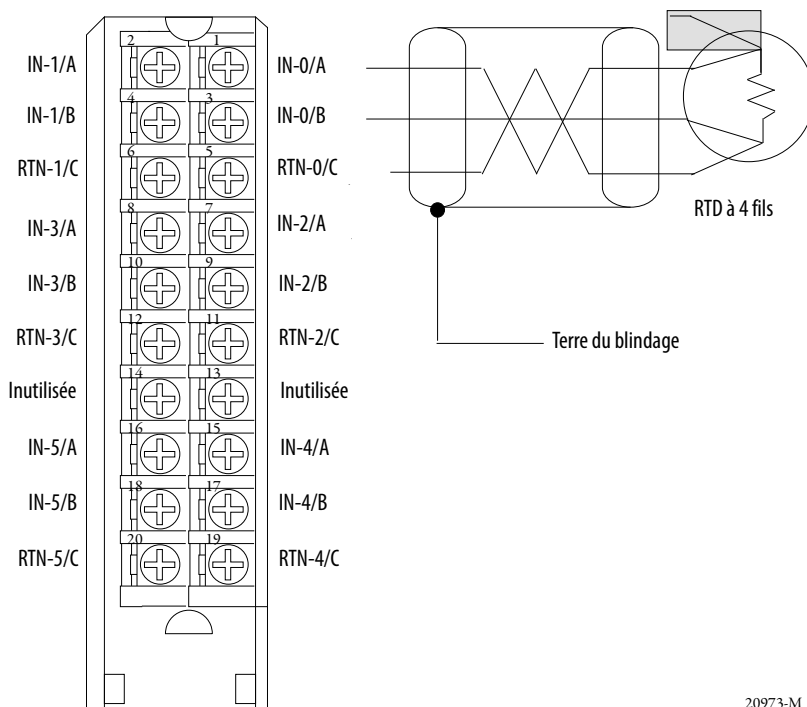 2 1
IN-1/A IN-0/A
4 3
IN-1/B IN-0/B
6 5
RTN-1/C RTN-0/C
8 7
IN-3/A IN-2/A
RTD à 4 fils
10 9
IN-3/B IN-2/B
12 11
RTN-3/C RTN-2/C
Terre du blindage
14 13
Inutilisée Inutilisée
16 15
IN-5/A IN-4/A
18 17
IN-5/B IN-4/B
20 19
RTN-5/C RTN-4/C
20973-M